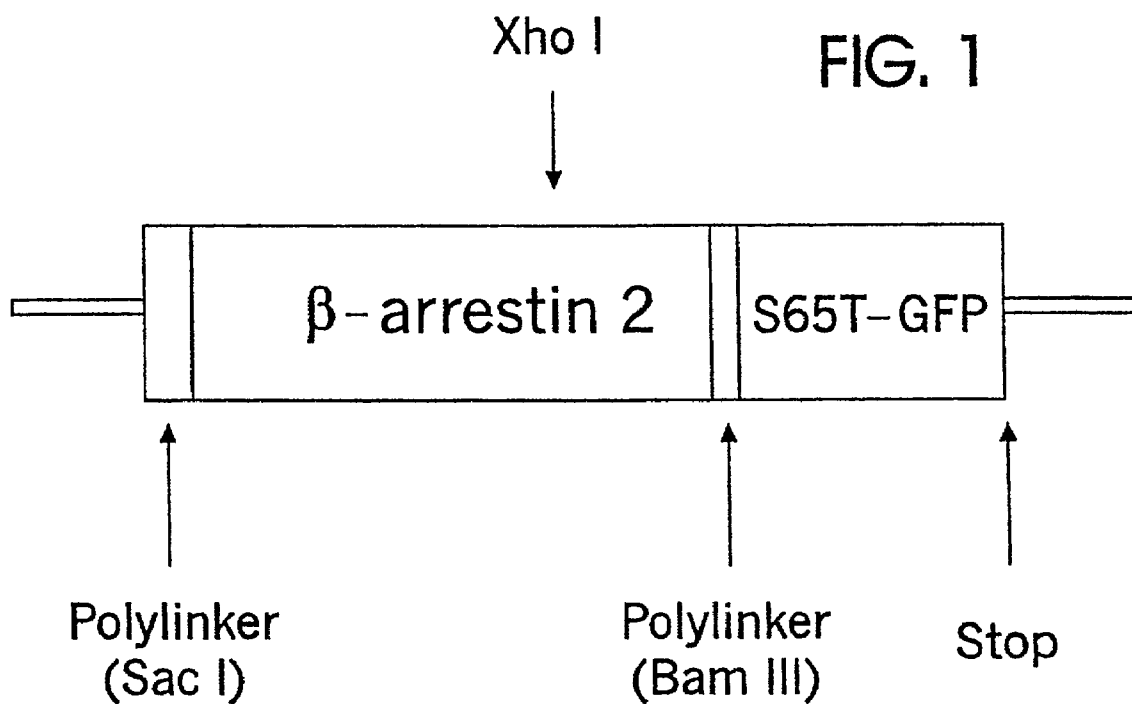 Xho I
FIG. 1
β-arrestin 2
S65T-GFP
Polylinker
(Sac I)
Polylinker
(Bam III)
Stop